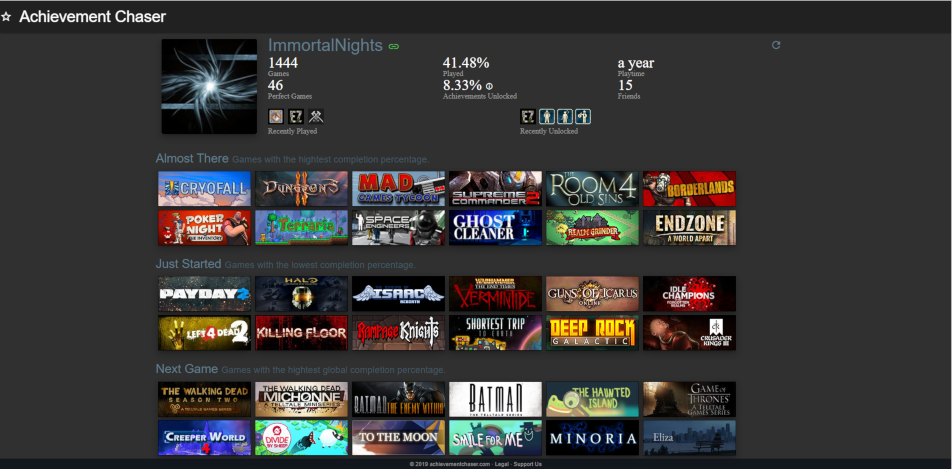 Achievement Chaser
ImmortalNights
1444 41.48% a year
Games Played Playtime
46 8.33% 15
Perfect Games Achievements Unlocked Friends
Recently Played Recently Unlocked
Almost There Games with the hightest completion percentage.
CRYOFALL DUNGEONS II MAD GAMES TYCOON SUPREME COMMANDER 2 THE ROOM 4 OLD SINS BORDERLANDS
POKER NIGHT THE INVENTORY Terraria SPACE ENGINEERS GHOST CLEANER REALM GRINDER ENDZONE A WORLD APART
Just Started Games with the lowest completion percentage.
PAYDAY 2 HALO ISAAC REBIRTH WARHAMMER THE END TIMES VERMINTIDE GUNS OF ICARUS ONLINE IDLE CHAMPIONS
LEFT 4 DEAD 2 KILLING FLOOR Rampage Knights SHORTEST TRIP TO EARTH DEEP ROCK GALACTIC CRUSADER KINGS III
Next Game Games with the hightest global completion percentage.
THE WALKING DEAD SEASON TWO A TELLTALE GAMES SERIES THE WALKING DEAD MICHONNE A TELLTALE MINISERIES BATMAN THE ENEMY WITHIN BATMAN THE TELLTALE SERIES THE HAUNTED ISLAND GAME OF THRONES A TELLTALE GAMES SERIES
CREEPER WORLD 4 DIVIDE BY SHEEP TO THE MOON SMILE FOR ME MINORIA Eliza
© 2019 achievementchaser.com · Legal · Support Us